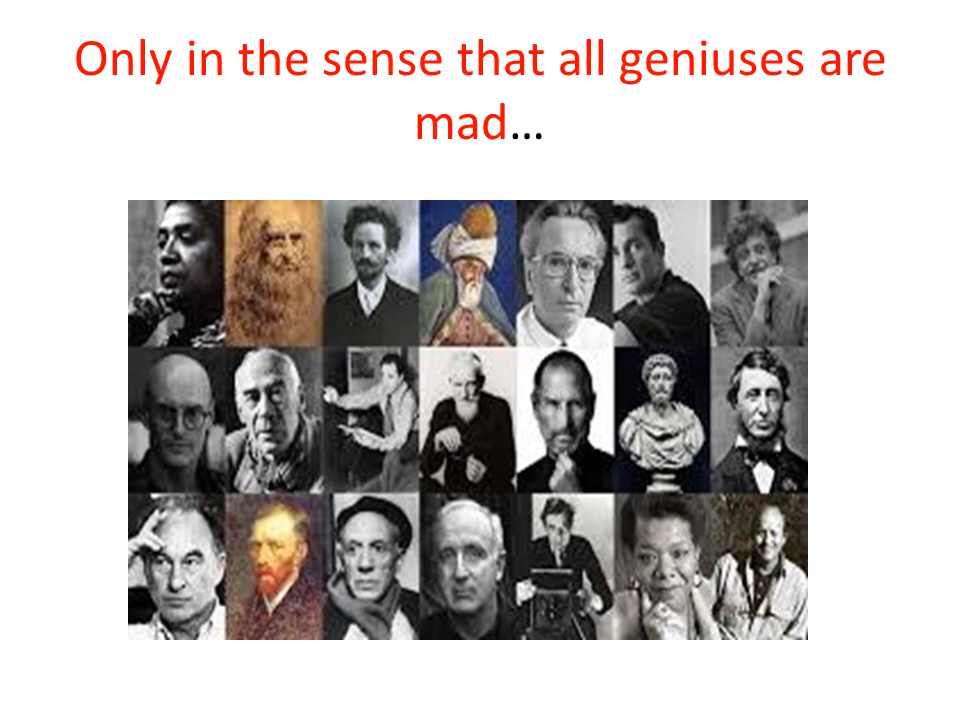 Only in the sense that all geniuses are
mad…